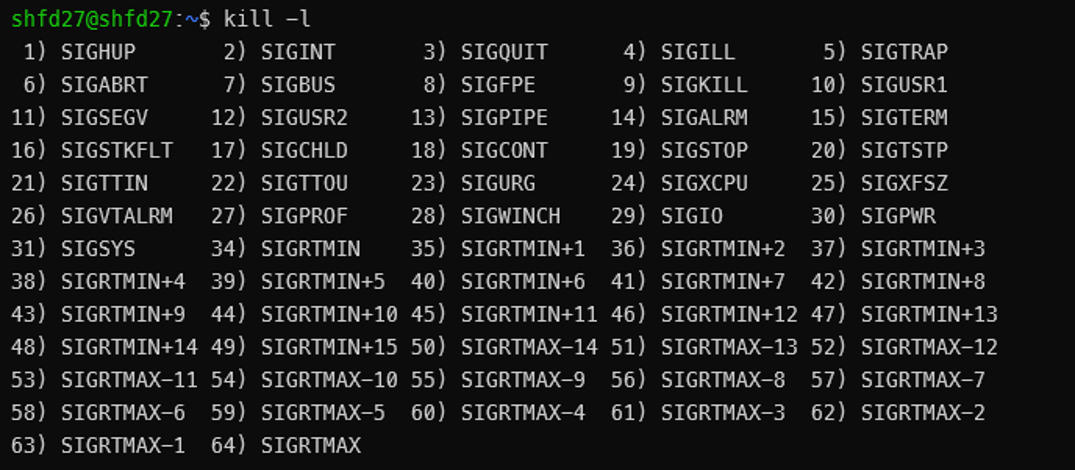 shfd27@shfd27:~$ kill -l
 1) SIGHUP       2) SIGINT       3) SIGQUIT      4) SIGILL       5) SIGTRAP
 6) SIGABRT      7) SIGBUS       8) SIGFPE       9) SIGKILL     10) SIGUSR1
11) SIGSEGV     12) SIGUSR2     13) SIGPIPE     14) SIGALRM     15) SIGTERM
16) SIGSTKFLT   17) SIGCHLD     18) SIGCONT     19) SIGSTOP     20) SIGTSTP
21) SIGTTIN     22) SIGTTOU     23) SIGURG      24) SIGXCPU     25) SIGXFSZ
26) SIGVTALRM   27) SIGPROF     28) SIGWINCH    29) SIGIO       30) SIGPWR
31) SIGSYS      34) SIGRTMIN    35) SIGRTMIN+1  36) SIGRTMIN+2  37) SIGRTMIN+3
38) SIGRTMIN+4  39) SIGRTMIN+5  40) SIGRTMIN+6  41) SIGRTMIN+7  42) SIGRTMIN+8
43) SIGRTMIN+9  44) SIGRTMIN+10 45) SIGRTMIN+11 46) SIGRTMIN+12 47) SIGRTMIN+13
48) SIGRTMIN+14 49) SIGRTMIN+15 50) SIGRTMAX-14 51) SIGRTMAX-13 52) SIGRTMAX-12
53) SIGRTMAX-11 54) SIGRTMAX-10 55) SIGRTMAX-9  56) SIGRTMAX-8  57) SIGRTMAX-7
58) SIGRTMAX-6  59) SIGRTMAX-5  60) SIGRTMAX-4  61) SIGRTMAX-3  62) SIGRTMAX-2
63) SIGRTMAX-1  64) SIGRTMAX